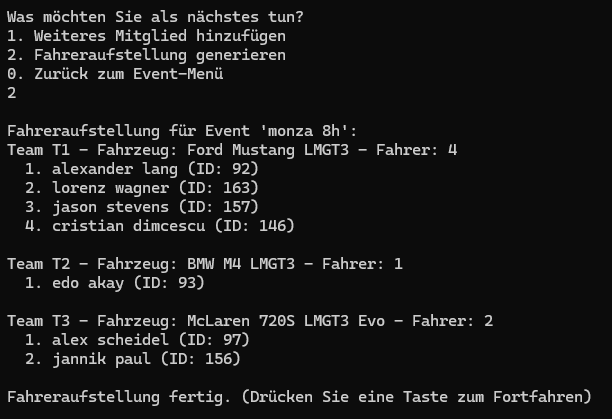 Was möchten Sie als nächstes tun?
1. Weiteres Mitglied hinzufügen
2. Fahreraufstellung generieren
0. Zurück zum Event-Menü
2

Fahreraufstellung für Event 'monza 8h':
Team T1 - Fahrzeug: Ford Mustang LMGT3 - Fahrer: 4
  1. alexander lang (ID: 92)
  2. lorenz wagner (ID: 163)
  3. jason stevens (ID: 157)
  4. cristian dimcescu (ID: 146)

Team T2 - Fahrzeug: BMW M4 LMGT3 - Fahrer: 1
  1. edo akay (ID: 93)

Team T3 - Fahrzeug: McLaren 720S LMGT3 Evo - Fahrer: 2
  1. alex scheidel (ID: 97)
  2. jannik paul (ID: 156)

Fahreraufstellung fertig. (Drücken Sie eine Taste zum Fortfahren)